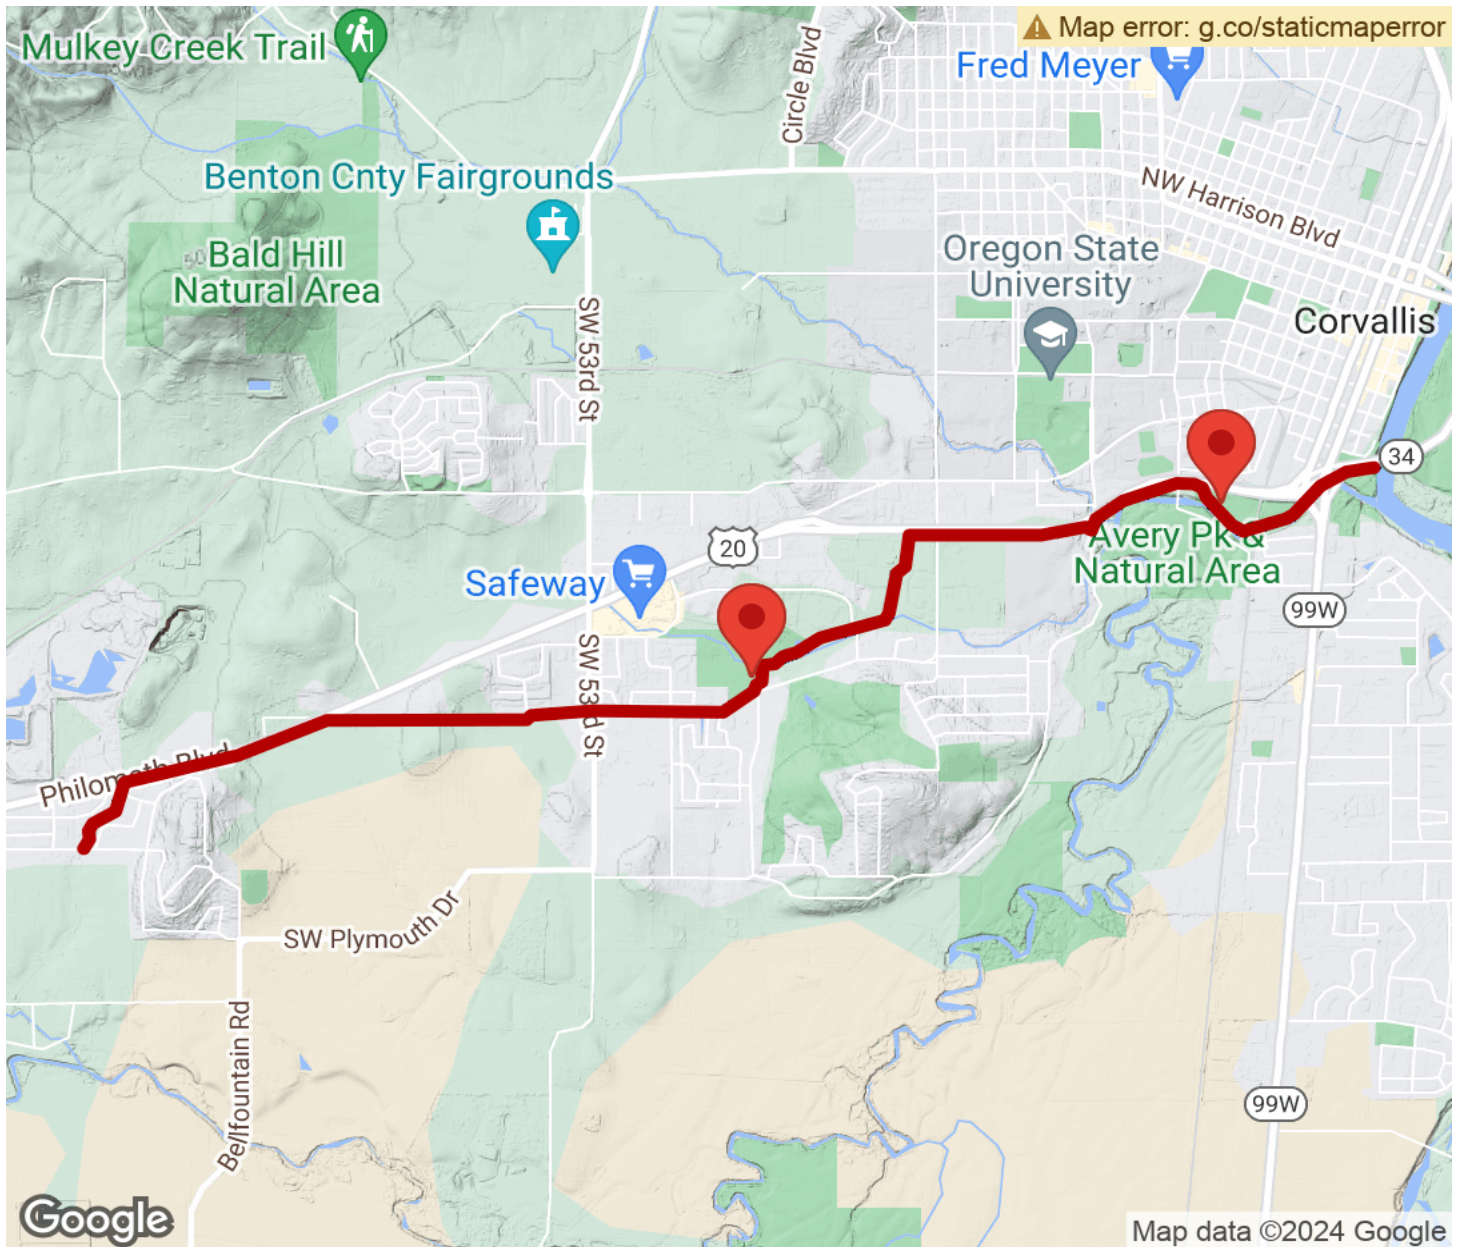 Map error: g.co/staticmaperror
Mulkey Creek Trail
Circle Blvd
Fred Meyer
Benton Cnty Fairgrounds
NW Harrison Blvd
Bald Hill
Natural Area
Oregon State
University
Corvallis
SW 53rd St
34
20
Avery Pk &
Natural Area
Safeway
99W
SW 53rd St
Philomath Blvd
SW Plymouth Dr
Bellfountain Rd
99W
Google
Map data ©2024 Google